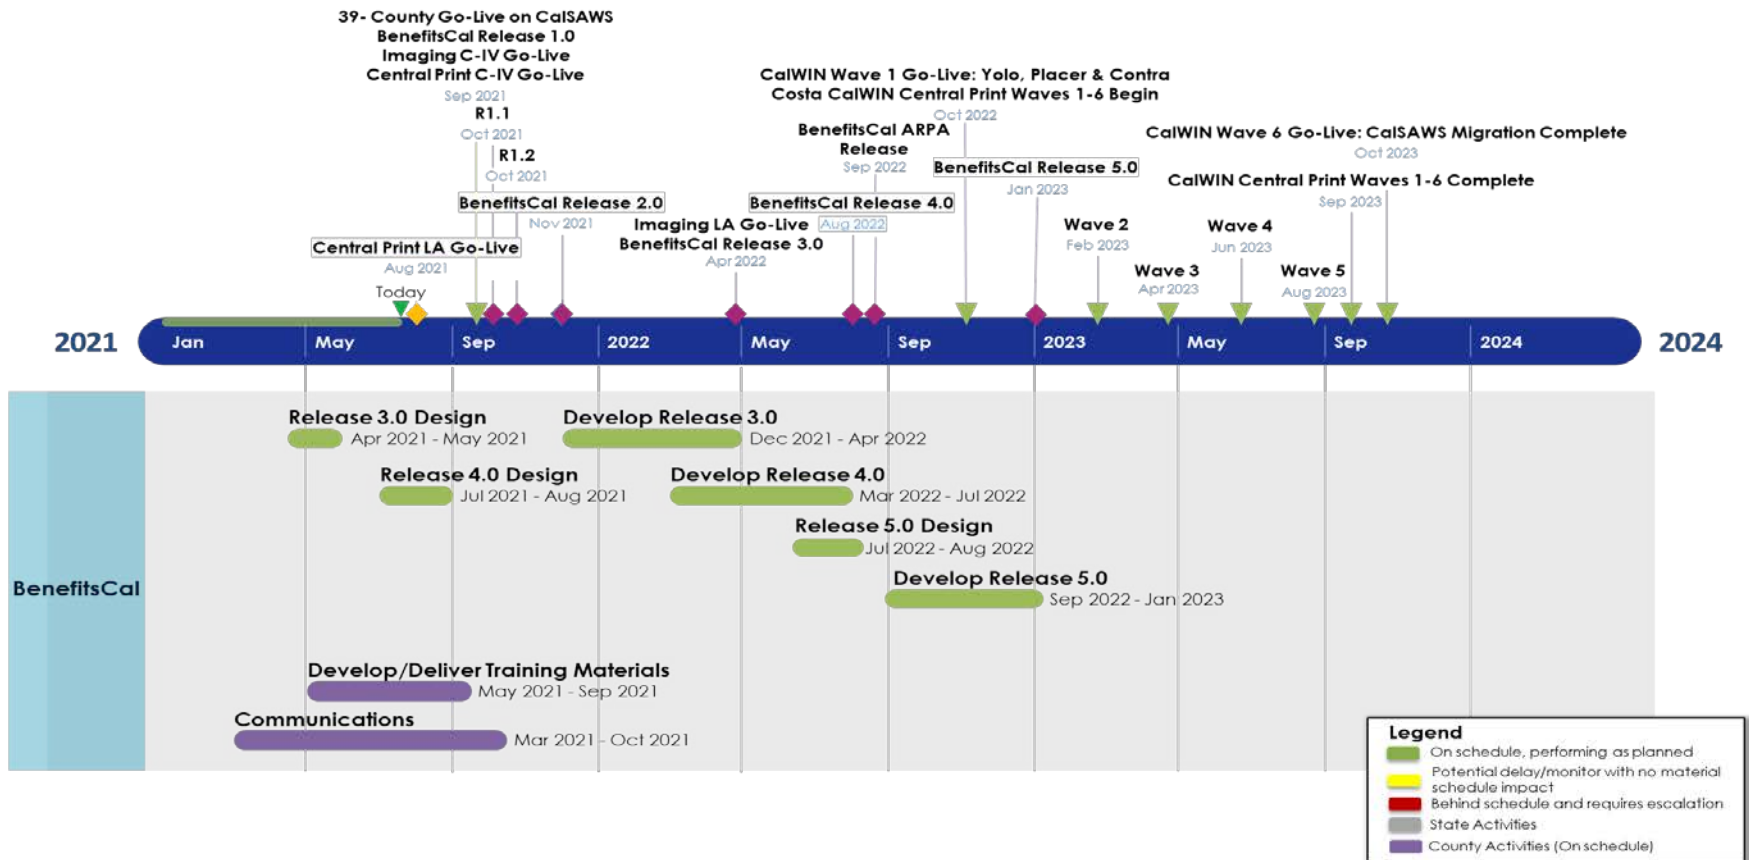 39- County Go-Live on CalSAWS
BenefitsCal Release 1.0
Imaging C-IV Go-Live
Central Print C-IV Go-Live
Sep 2021
R1.1
Oct 2021
R1.2
Oct 2021
BenefitsCal Release 2.0
Nov 2021
Central Print LA Go-Live
Aug 2021
Today
Imaging LA Go-Live
BenefitsCal Release 3.0
Apr 2022
BenefitsCal Release 4.0
Aug 2022
BenefitsCal ARPA
Release
Sep 2022
CalWIN Wave 1 Go-Live: Yolo, Placer & Contra
Costa CalWIN Central Print Waves 1-6 Begin
Oct 2022
BenefitsCal Release 5.0
Jan 2023
Wave 2
Feb 2023
Wave 3
Apr 2023
Wave 4
Jun 2023
Wave 5
Aug 2023
CalWIN Wave 6 Go-Live: CalSAWS Migration Complete
Oct 2023
CalWIN Central Print Waves 1-6 Complete
Sep 2023
2021
Jan
May
Sep
2022
May
Sep
2023
May
Sep
2024
2024
BenefitsCal
Release 3.0 Design
Apr 2021 - May 2021
Develop Release 3.0
Dec 2021 - Apr 2022
Release 4.0 Design
Jul 2021 - Aug 2021
Develop Release 4.0
Mar 2022 - Jul 2022
Release 5.0 Design
Jul 2022 - Aug 2022
Develop Release 5.0
Sep 2022 - Jan 2023
Develop/Deliver Training Materials
May 2021 - Sep 2021
Communications
Mar 2021 - Oct 2021
Legend
On schedule, performing as planned
Potential delay/monitor with no material
schedule impact
Behind schedule and requires escalation
State Activities
County Activities (On schedule)